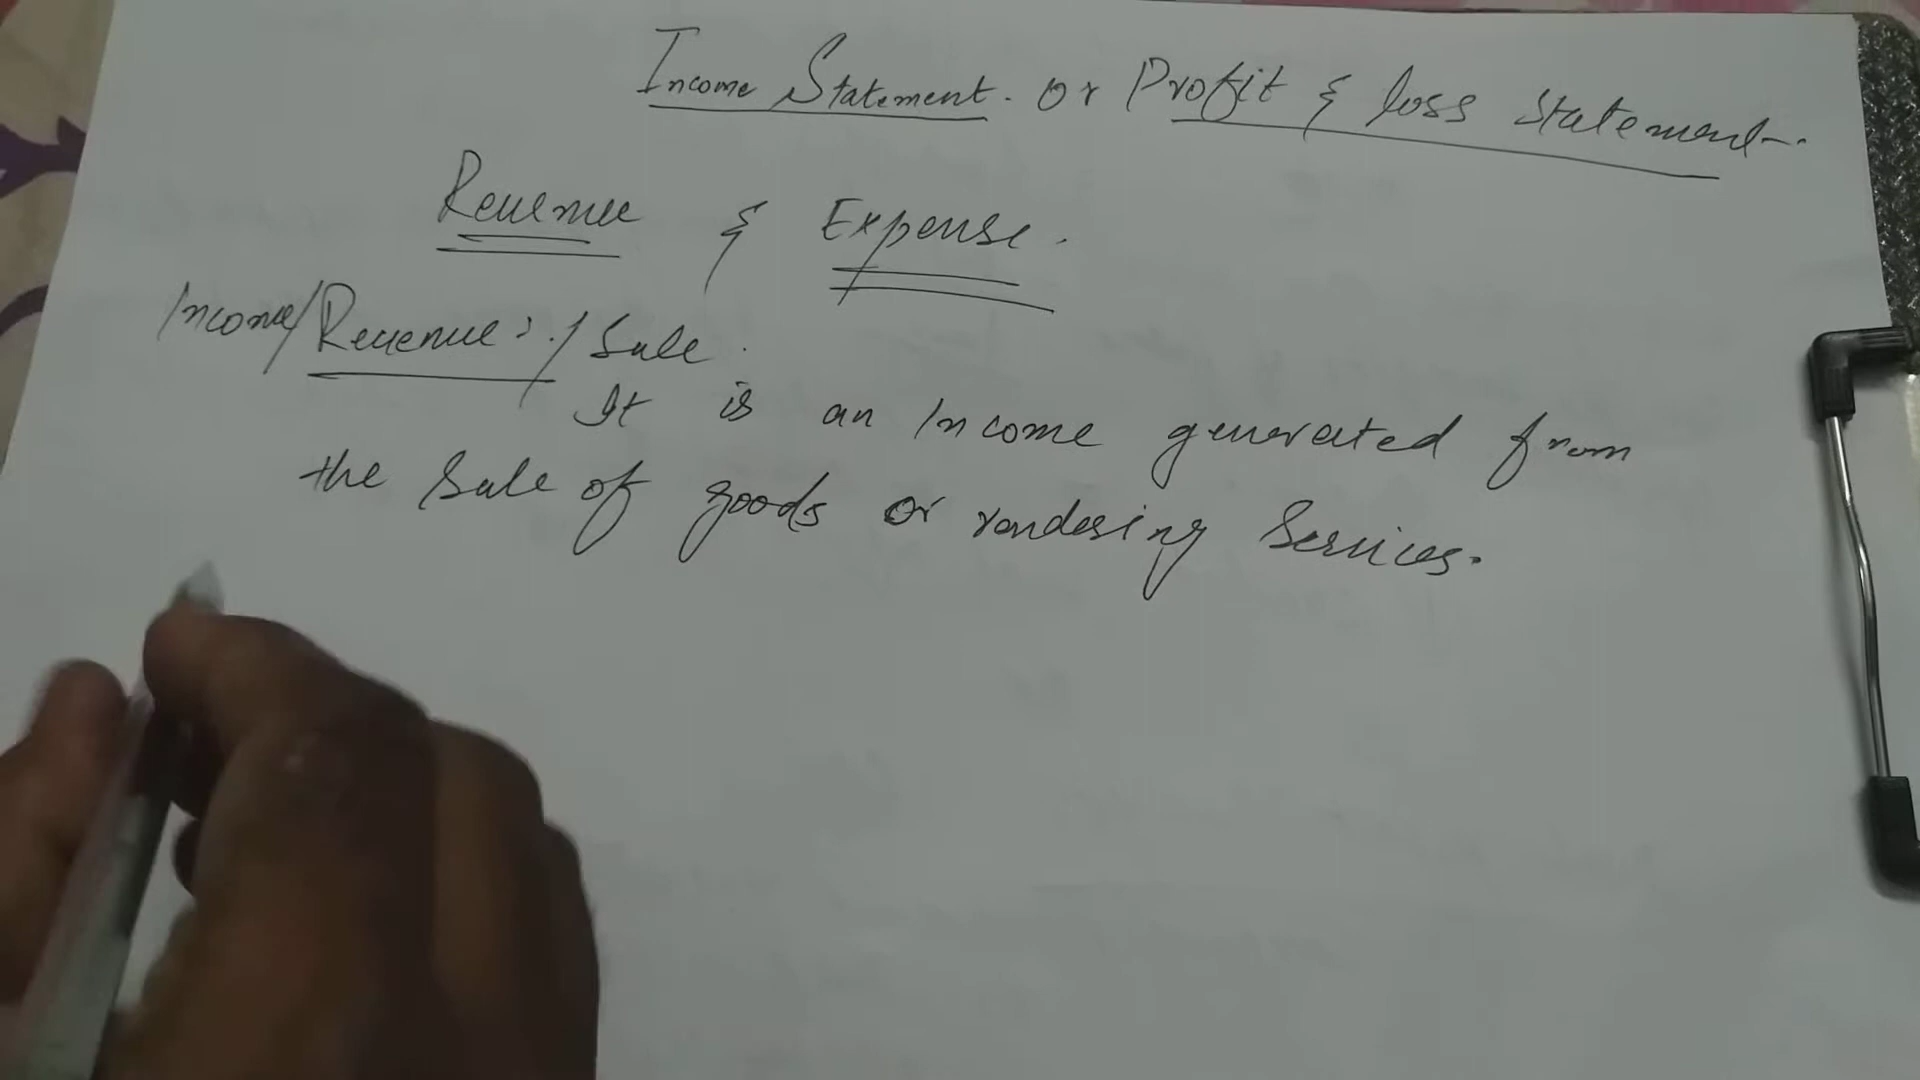 Income Statement. or Profit & loss Statement..
Revenue & Expense.
Income/Revenue:./Sale.
It is an Income generated from
the Sale of goods or rendering Services.